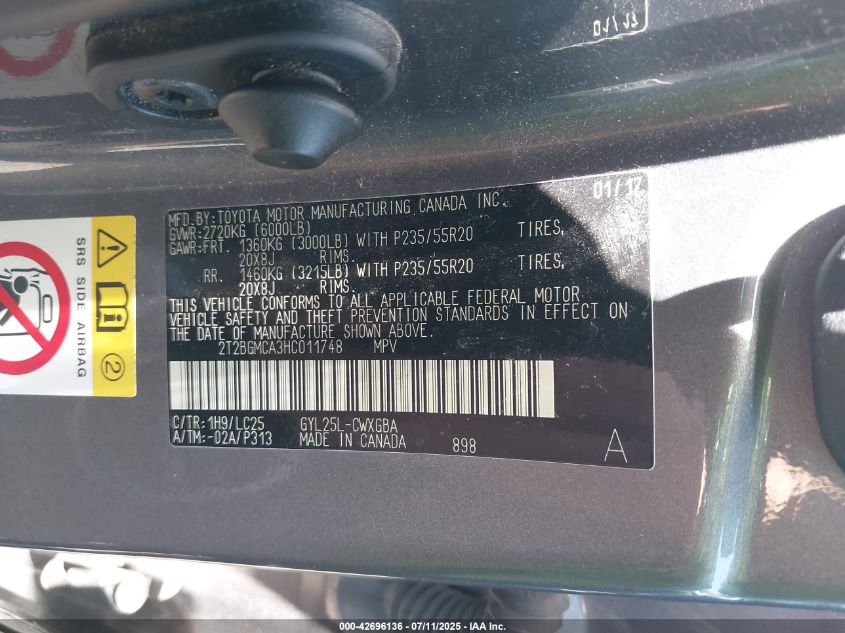 01/17
MFD.BY:TOYOTA MOTOR MANUFACTURING CANADA INC.
01/17
GVWR:2720KG (6000LB)
GAWR:FRT 1360KG (3000LB) WITH P235/55R20 TIRES,
20X8J RIMS.
RR. 1460KG (3215LB) WITH P235/55R20 TIRES,
20X8J RIMS.
THIS VEHICLE CONFORMS TO ALL APPLICABLE FEDERAL MOTOR
VEHICLE SAFETY AND THEFT PREVENTION STANDARDS IN EFFECT ON
THE DATE OF MANUFACTURE SHOWN ABOVE.
2T2BGMCA3HC011748 MPV
C/TR:1H9/LC25 GYL25L-CWXGBA
A/TM:-02A/P313 MADE IN CANADA 898 A
SRS SIDE AIRBAG
2
000-42696136 - 07/11/2025 - IAA Inc.